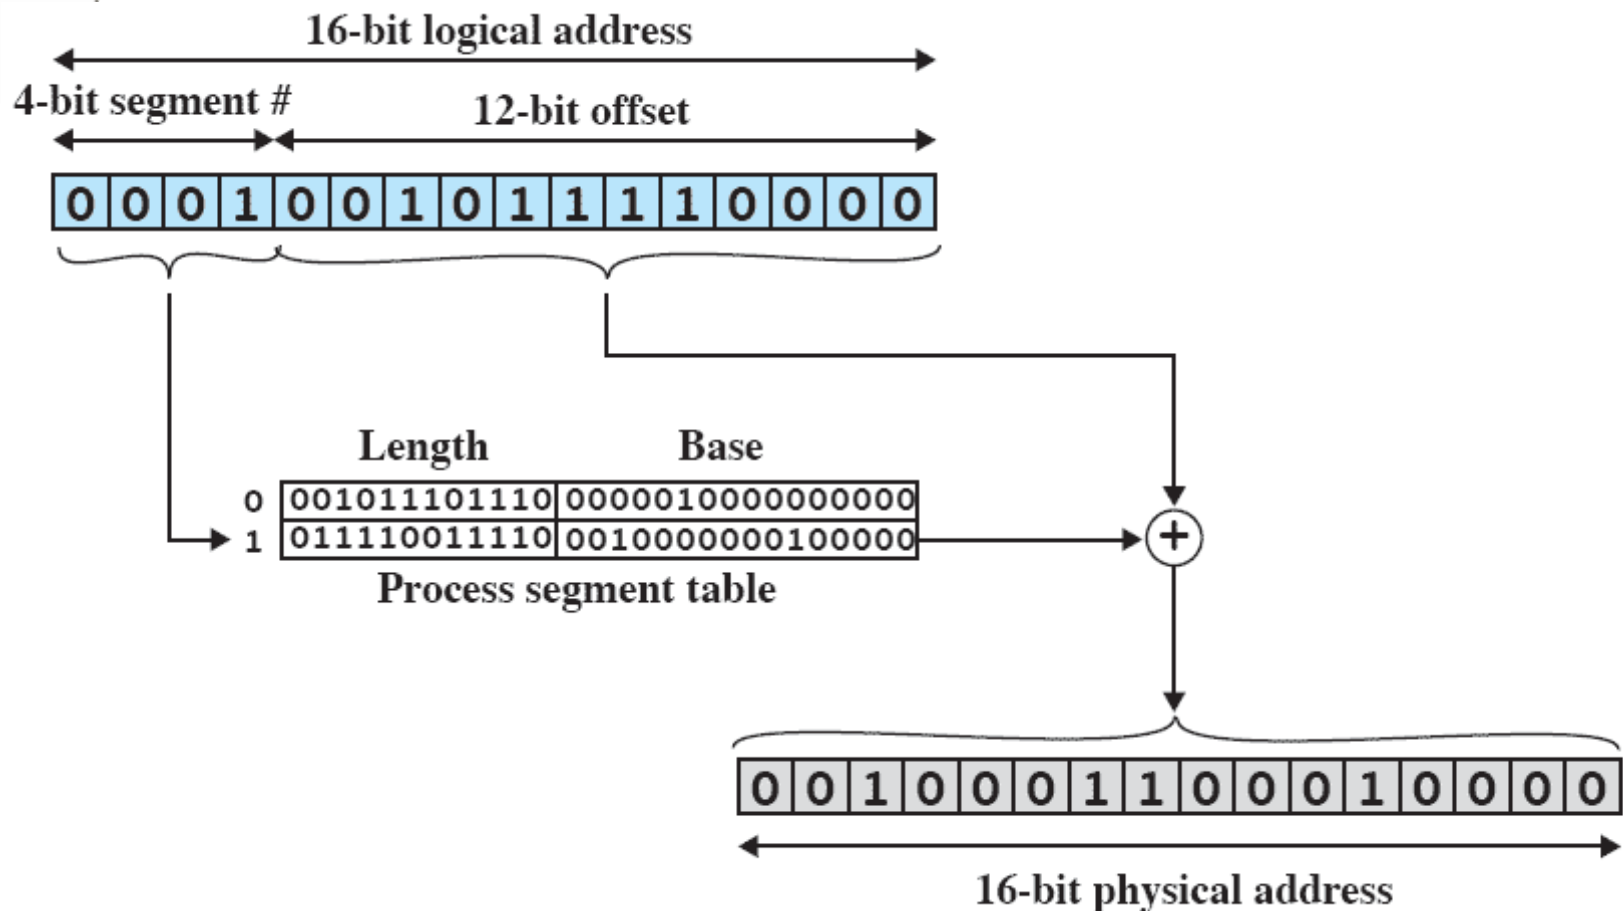 16-bit logical address
4-bit segment # 12-bit offset
0 0 0 1 0 0 1 0 1 1 1 1 0 0 0 0
Length Base
0 001011101110 0000010000000000
1 011110011110 0010000000100000
Process segment table
+
0 0 1 0 0 0 1 1 0 0 0 1 0 0 0 0
16-bit physical address